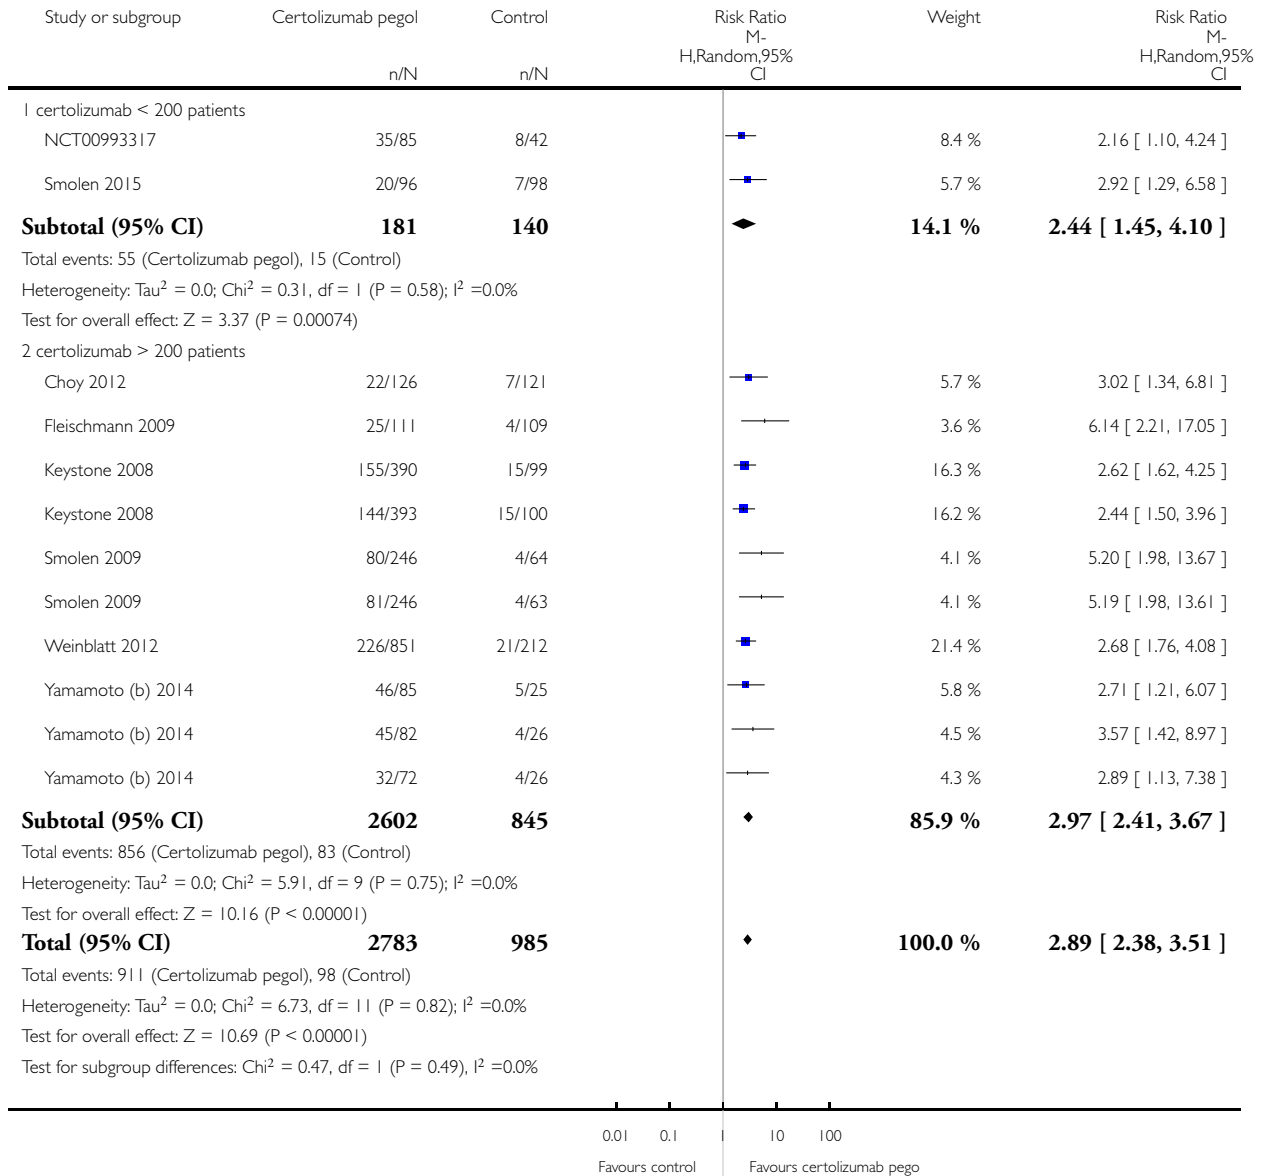 Study or subgroup Certolizumab pegol Control Risk Ratio Weight Risk Ratio
M- M-
H,Random,95% H,Random,95%
n/N n/N CI CI
1 certolizumab < 200 patients
NCT00993317 35/85 8/42 8.4 % 2.16 [ 1.10, 4.24 ]
Smolen 2015 20/96 7/98 5.7 % 2.92 [ 1.29, 6.58 ]
Subtotal (95% CI) 181 140 14.1 % 2.44 [ 1.45, 4.10 ]
Total events: 55 (Certolizumab pegol), 15 (Control)
Heterogeneity: Tau² = 0.0; Chi² = 0.31, df = 1 (P = 0.58); I² =0.0%
Test for overall effect: Z = 3.37 (P = 0.00074)
2 certolizumab > 200 patients
Choy 2012 22/126 7/121 5.7 % 3.02 [ 1.34, 6.81 ]
Fleischmann 2009 25/111 4/109 3.6 % 6.14 [ 2.21, 17.05 ]
Keystone 2008 155/390 15/99 16.3 % 2.62 [ 1.62, 4.25 ]
Keystone 2008 144/393 15/100 16.2 % 2.44 [ 1.50, 3.96 ]
Smolen 2009 80/246 4/64 4.1 % 5.20 [ 1.98, 13.67 ]
Smolen 2009 81/246 4/63 4.1 % 5.19 [ 1.98, 13.61 ]
Weinblatt 2012 226/851 21/212 21.4 % 2.68 [ 1.76, 4.08 ]
Yamamoto (b) 2014 46/85 5/25 5.8 % 2.71 [ 1.21, 6.07 ]
Yamamoto (b) 2014 45/82 4/26 4.5 % 3.57 [ 1.42, 8.97 ]
Yamamoto (b) 2014 32/72 4/26 4.3 % 2.89 [ 1.13, 7.38 ]
Subtotal (95% CI) 2602 845 85.9 % 2.97 [ 2.41, 3.67 ]
Total events: 856 (Certolizumab pegol), 83 (Control)
Heterogeneity: Tau² = 0.0; Chi² = 5.91, df = 9 (P = 0.75); I² =0.0%
Test for overall effect: Z = 10.16 (P < 0.00001)
Total (95% CI) 2783 985 100.0 % 2.89 [ 2.38, 3.51 ]
Total events: 911 (Certolizumab pegol), 98 (Control)
Heterogeneity: Tau² = 0.0; Chi² = 6.73, df = 11 (P = 0.82); I² =0.0%
Test for overall effect: Z = 10.69 (P < 0.00001)
Test for subgroup differences: Chi² = 0.47, df = 1 (P = 0.49), I² =0.0%
0.01 0.1 1 10 100
Favours control Favours certolizumab pego